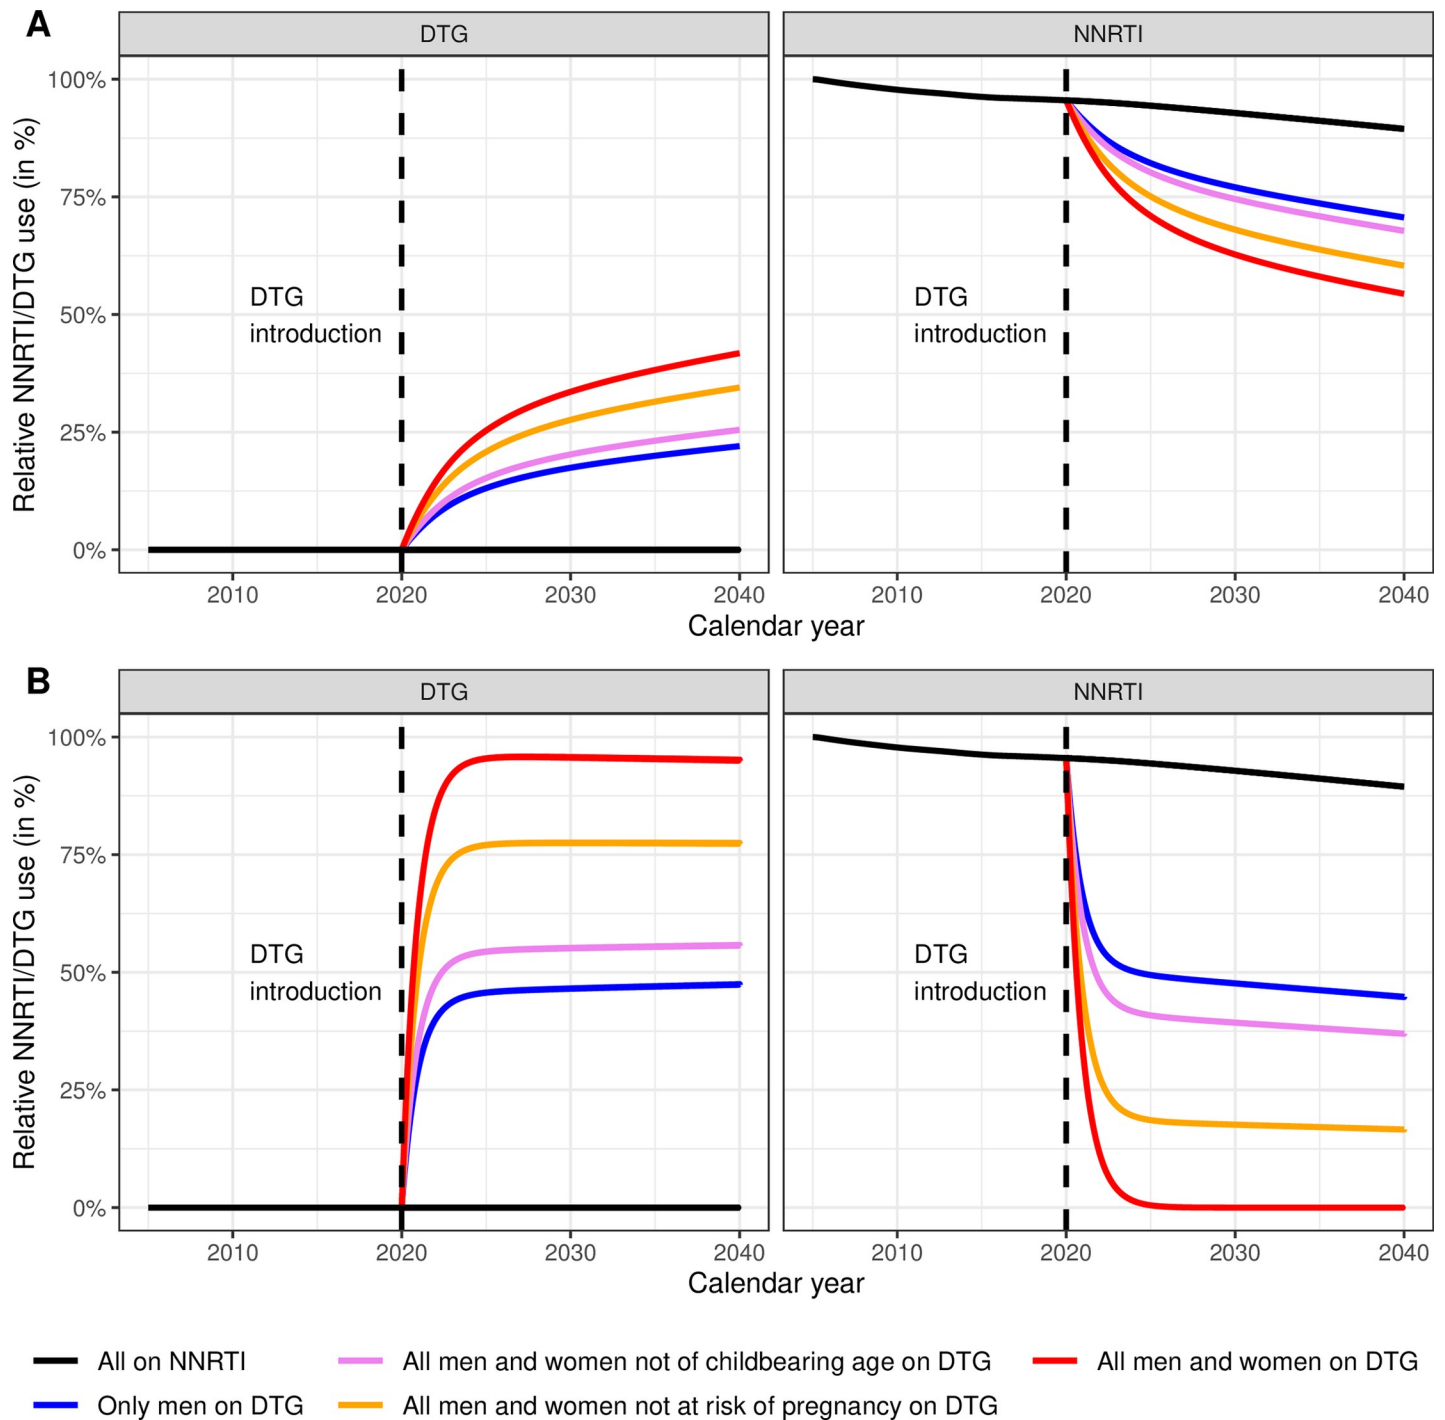 A
DTG
NNRTI
Relative NNRTI/DTG use (in %)
100%
75%
50%
25%
0%
DTG
introduction
DTG
introduction
2010
2020
2030
2040
2010
2020
2030
2040
Calendar year
B
DTG
NNRTI
Relative NNRTI/DTG use (in %)
100%
75%
50%
25%
0%
DTG
introduction
DTG
introduction
2010
2020
2030
2040
2010
2020
2030
2040
Calendar year
All on NNRTI
All men and women not of childbearing age on DTG
All men and women on DTG
Only men on DTG
All men and women not at risk of pregnancy on DTG